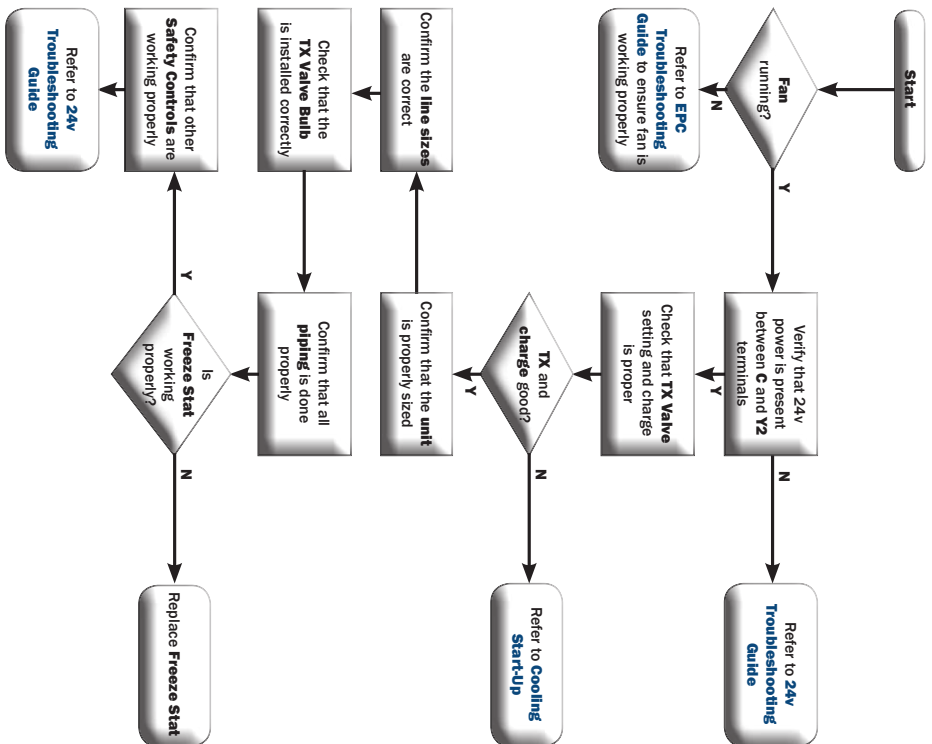 Start
Fan
running?
N
Y
Refer to EPC
Troubleshooting
Guide to ensure fan is
working properly
Verify that 24v
power is present
between C and Y2
terminals
N
Y
Refer to 24v
Troubleshooting
Guide
Check that TX Valve
setting and charge
is proper
TX and
charge good?
N
Y
Refer to Cooling
Start-Up
Confirm that the unit
is properly sized
Confirm the line sizes
are correct
Check that the
TX Valve Bulb
is installed correctly
Confirm that all
piping is done
properly
Is
Freeze Stat
working
properly?
Y
N
Replace Freeze Stat
Confirm that other
Safety Controls are
working properly
Refer to 24v
Troubleshooting
Guide